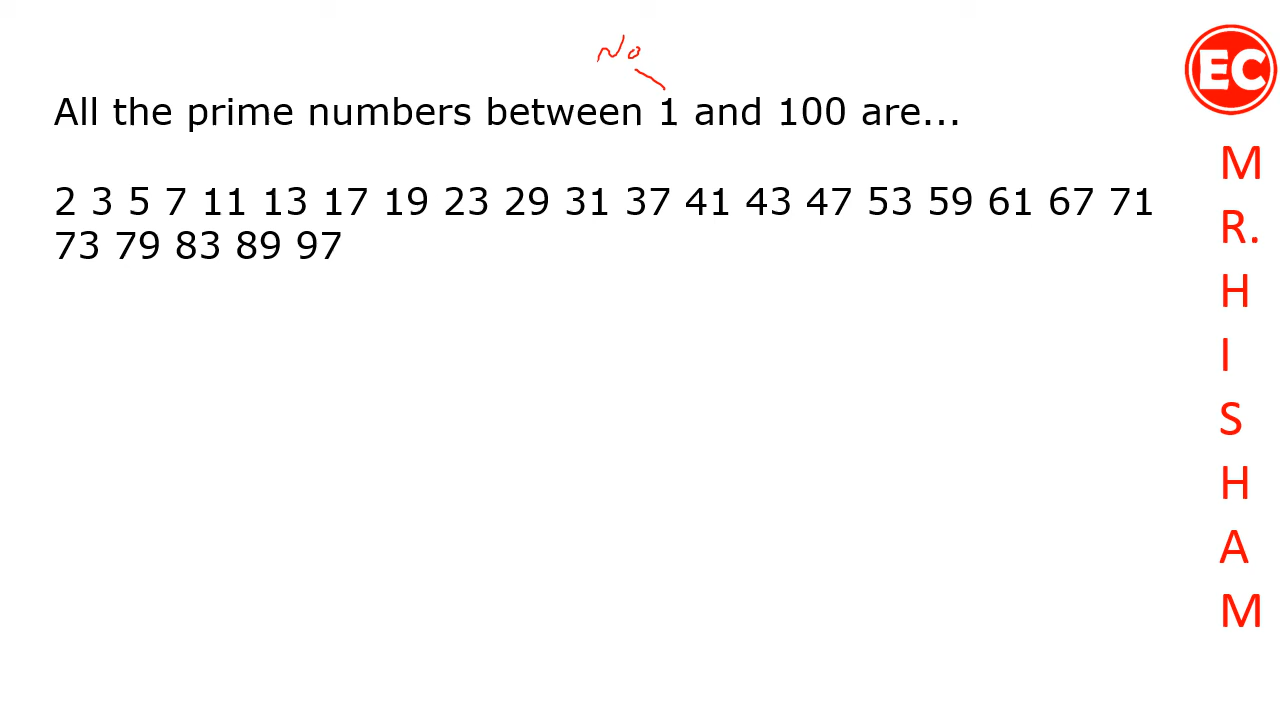 No
All the prime numbers between 1 and 100 are...
2 3 5 7 11 13 17 19 23 29 31 37 41 43 47 53 59 61 67 71
73 79 83 89 97
EC
M
R.
H
I
S
H
A
M